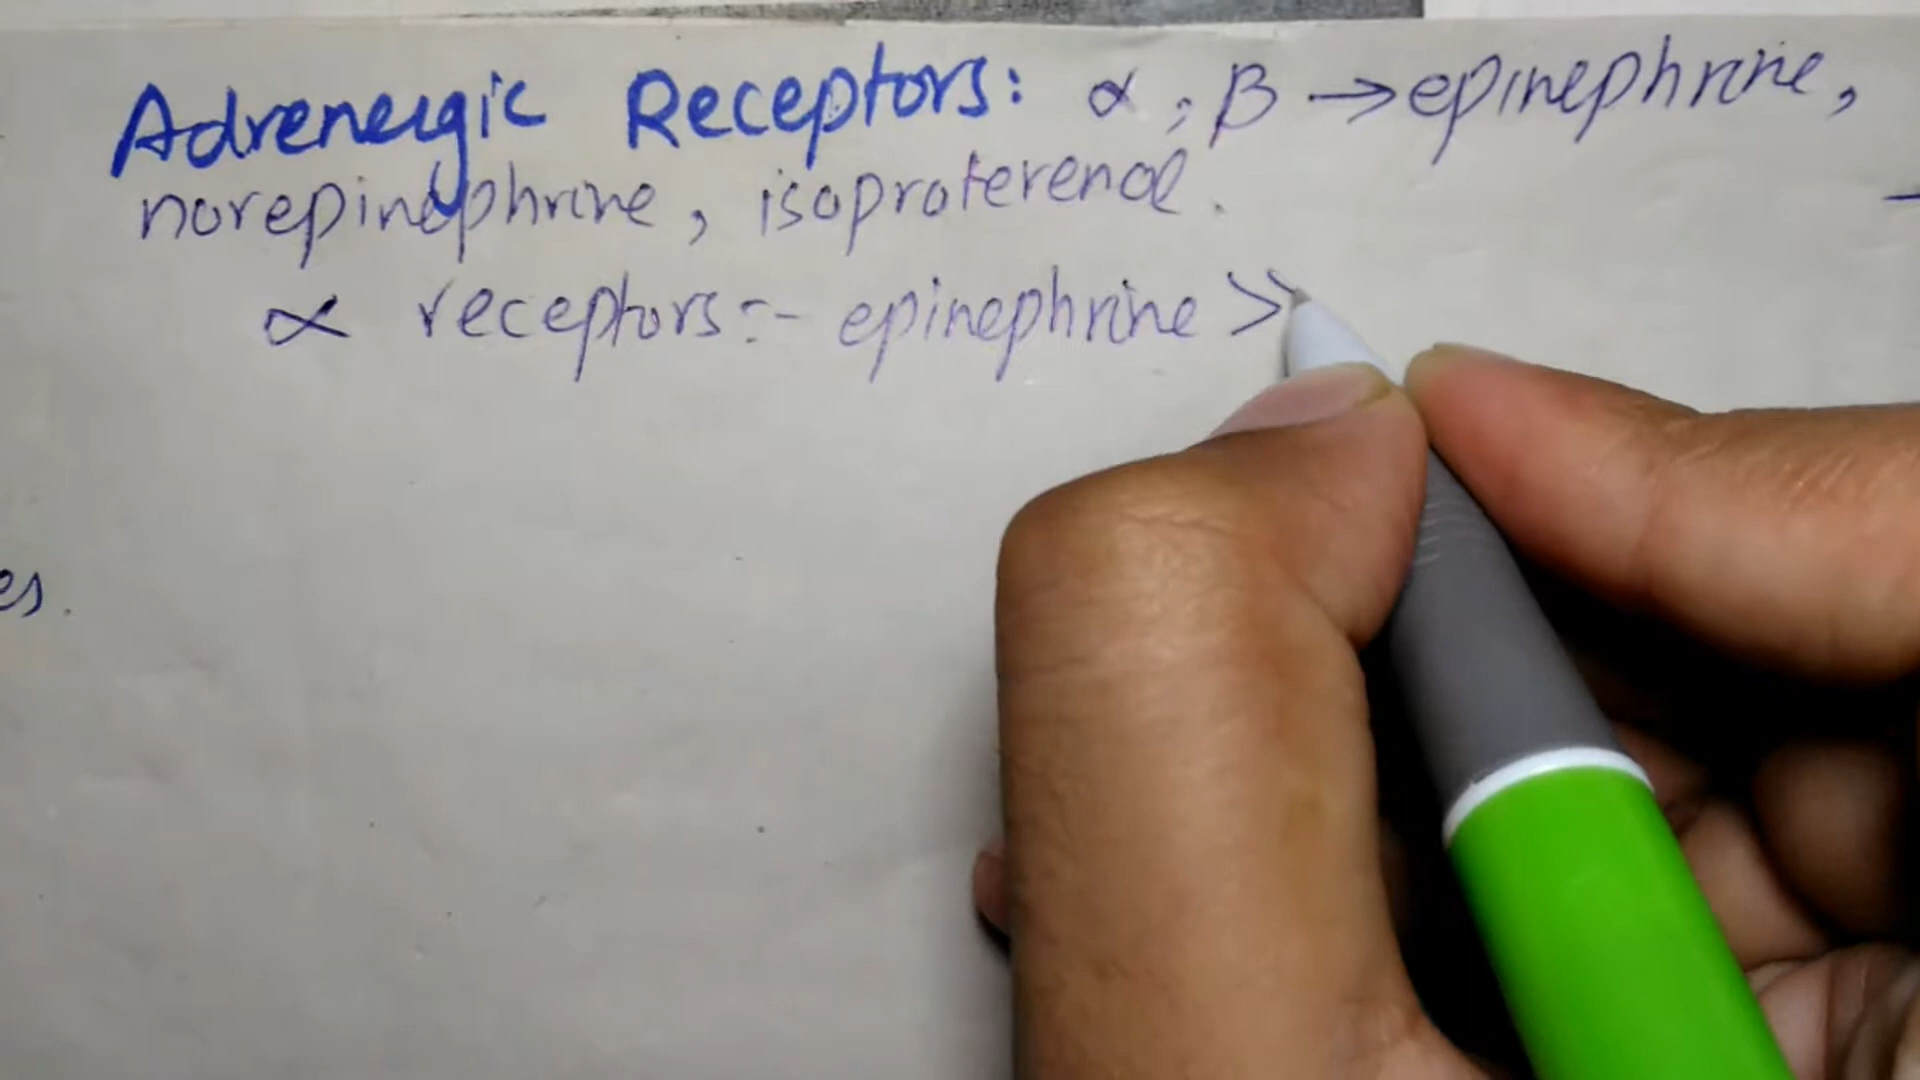 Adrenergic Receptors: α, β → epinephrine,
norepinephrine, isoproterenol.
α receptors:- epinephrine >>
es.